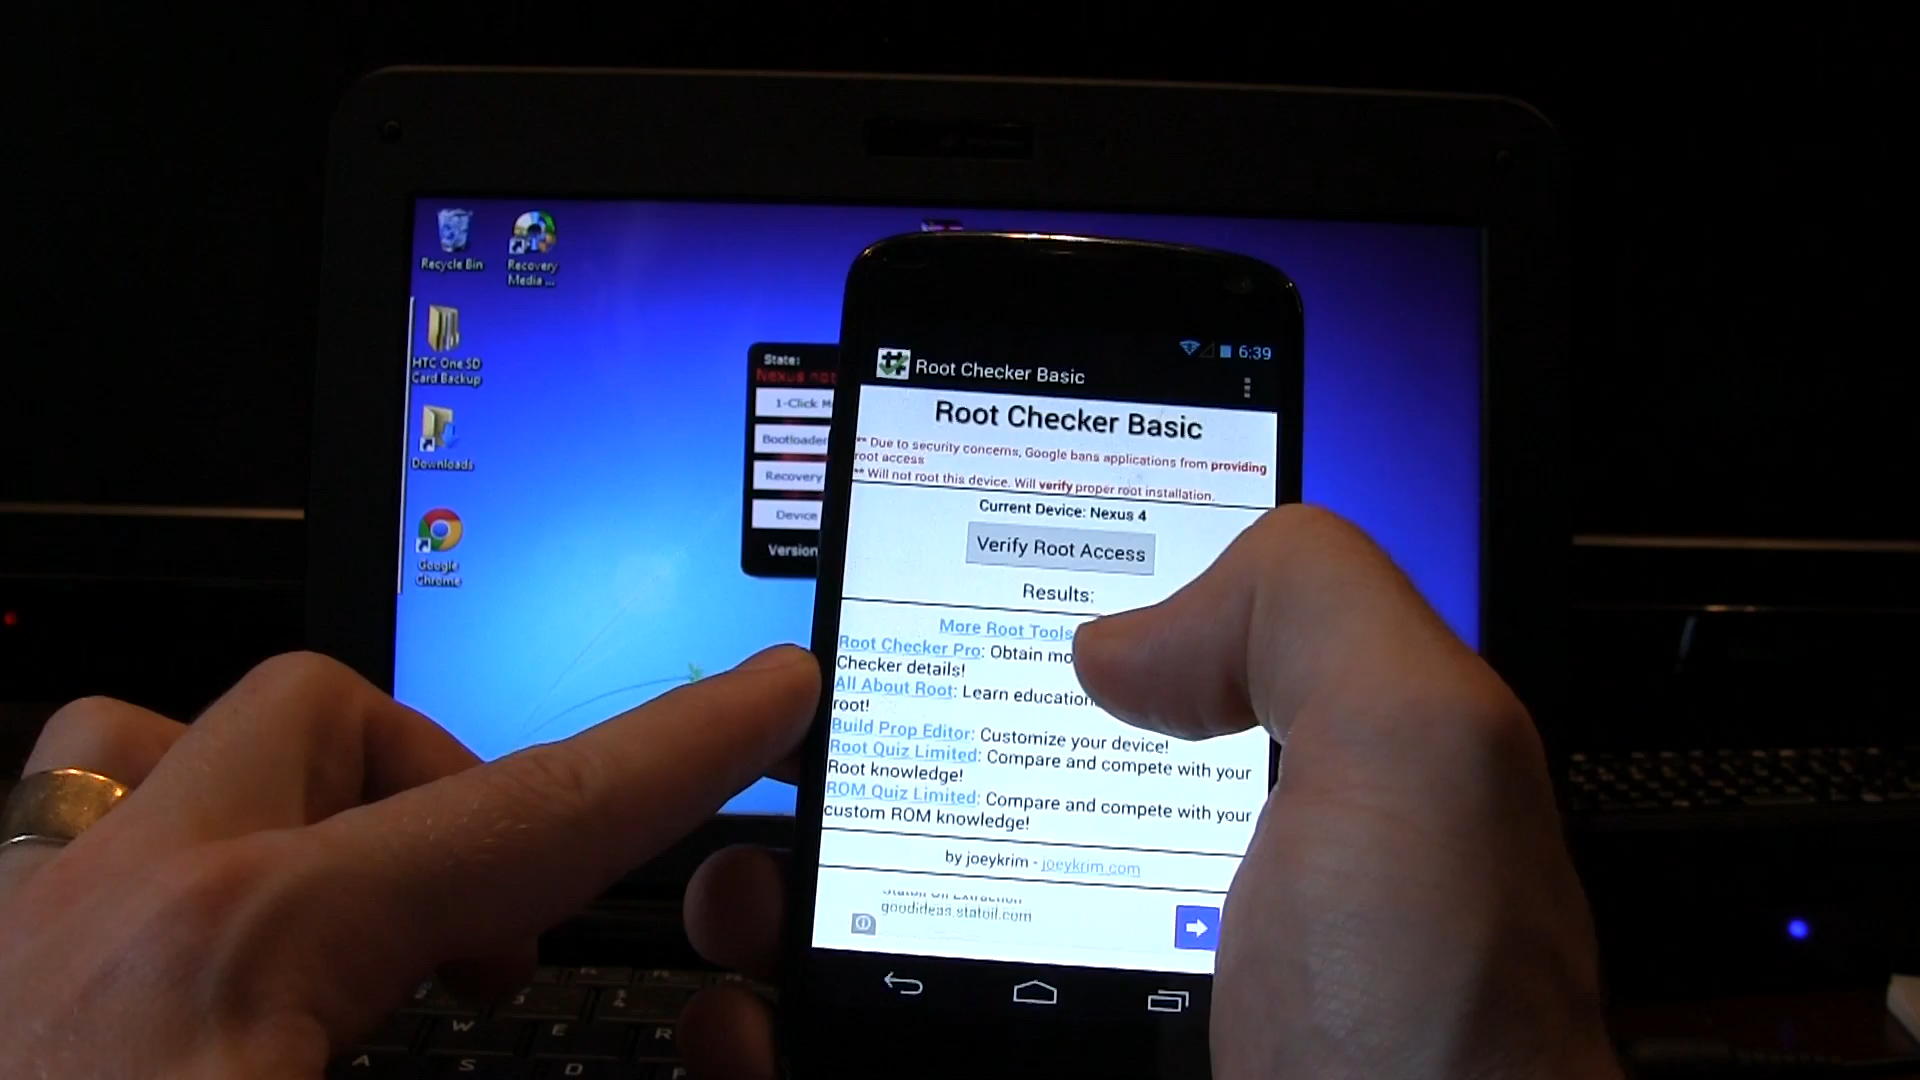 Recycle Bin
Recovery
Media ...
HTC One SD
Card Backup
Downloads
Google
Chrome
State:
Nexus not
1-Click
Bootloader
Recovery
Device
Version
6:39
Root Checker Basic
Root Checker Basic
** Due to security concerns, Google bans applications from providing
root access
** Will not root this device. Will verify proper root installation.
Current Device: Nexus 4
Verify Root Access
Results:
More Root Tools
Root Checker Pro: Obtain
Checker details!
All About Root: Learn
root!
Build Prop Editor: Customize your device!
Root Quiz Limited: Compare and compete with your
Root knowledge!
ROM Quiz Limited: Compare and compete with your
custom ROM knowledge!
by joeykrim - joeykrim.com
goodideas.statoil.com
W E R
A S D F